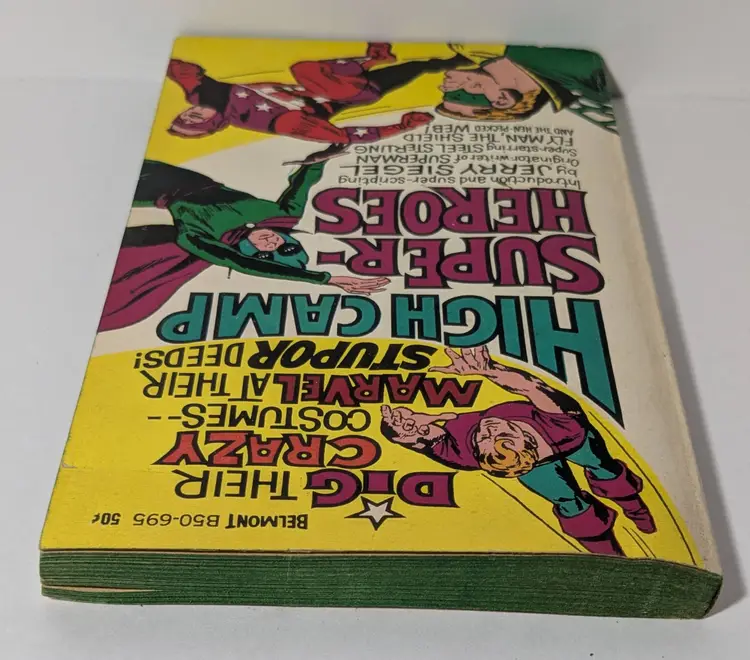 BELMONT B50-695 50¢
DIG THEIR
CRAZY
COSTUMES--
MARVEL AT THEIR
STUPOR DEEDS!
HIGH CAMP
SUPER-
HEROES
Introduction and super-scripting
by JERRY SIEGEL
Originator-writer of SUPERMAN
Super-starring STEEL STERLING
FLY MAN, THE SHIELD
AND THE HEN-PECKED WEB!